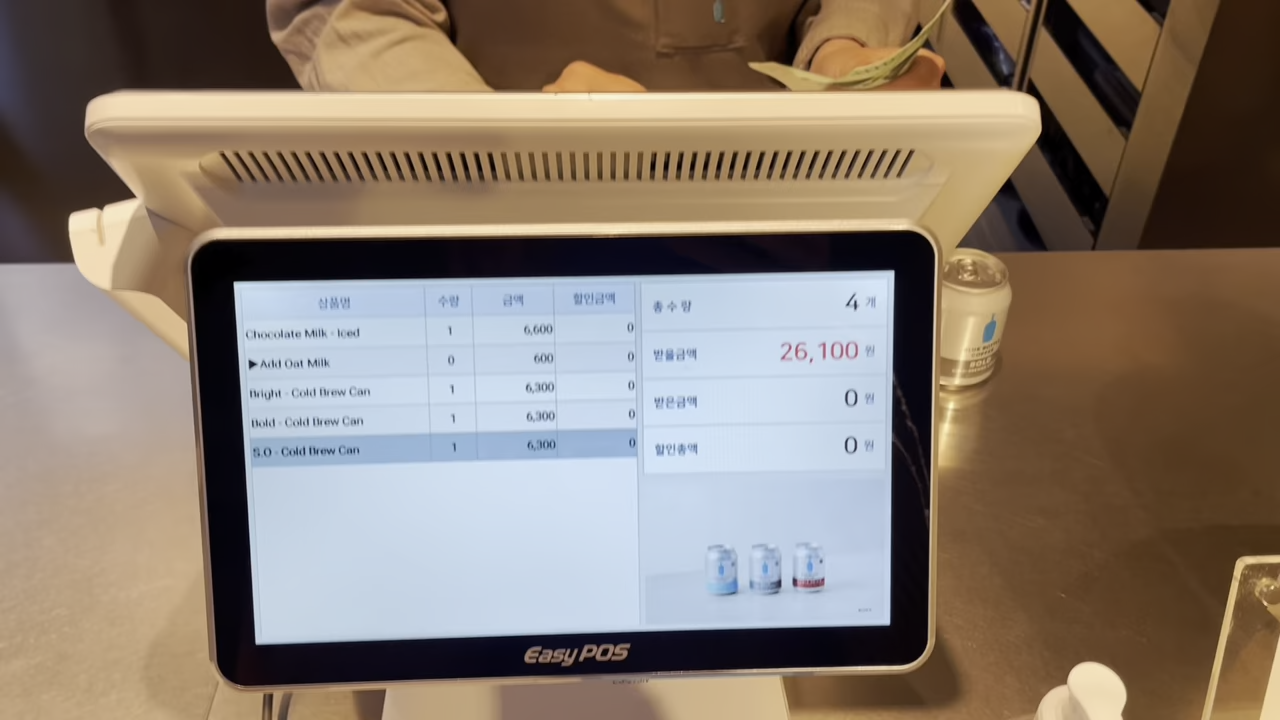 상품명 수량 금액 할인금액
Chocolate Milk - Iced 1 6,600 0
▶Add Oat Milk 0 600 0
Bright - Cold Brew Can 1 6,300 0
Bold - Cold Brew Can 1 6,300 0
S.O - Cold Brew Can 1 6,300 0
총수량 4 개
받을금액 26,100 원
받은금액 0 원
할인총액 0 원
EasyPOS
BOLD